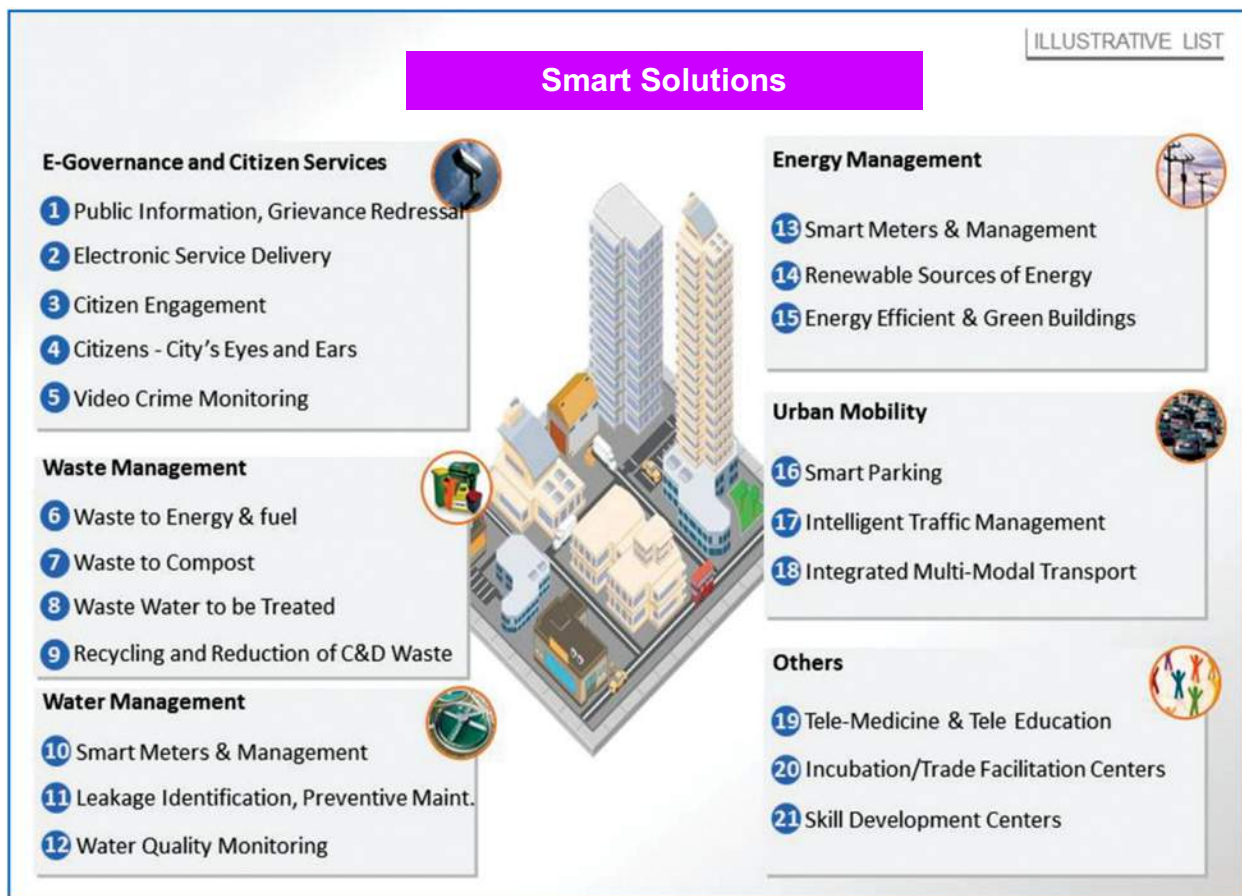 ILLUSTRATIVE LIST
Smart Solutions
E-Governance and Citizen Services
1 Public Information, Grievance Redressal
2 Electronic Service Delivery
3 Citizen Engagement
4 Citizens - City's Eyes and Ears
5 Video Crime Monitoring
Waste Management
6 Waste to Energy & fuel
7 Waste to Compost
8 Waste Water to be Treated
9 Recycling and Reduction of C&D Waste
Water Management
10 Smart Meters & Management
11 Leakage Identification, Preventive Maint.
12 Water Quality Monitoring
Energy Management
13 Smart Meters & Management
14 Renewable Sources of Energy
15 Energy Efficient & Green Buildings
Urban Mobility
16 Smart Parking
17 Intelligent Traffic Management
18 Integrated Multi-Modal Transport
Others
19 Tele-Medicine & Tele Education
20 Incubation/Trade Facilitation Centers
21 Skill Development Centers